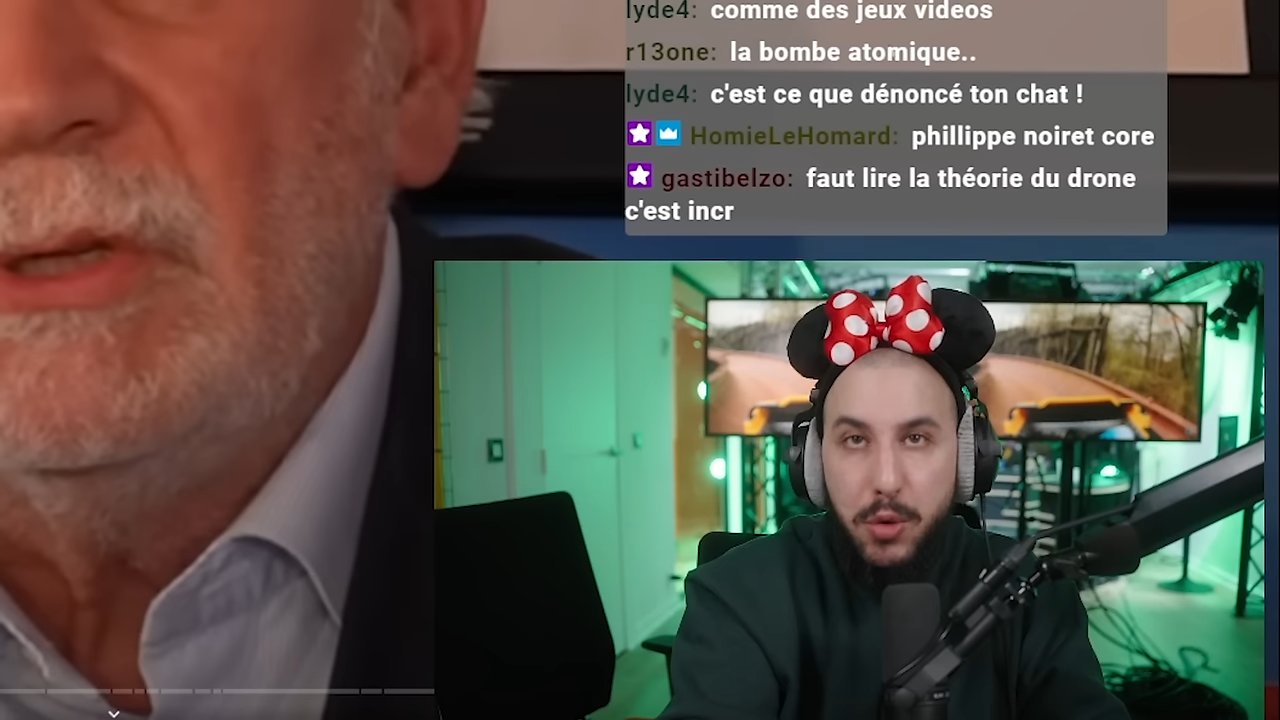 lyde4: comme des jeux videos
r13one: la bombe atomique..
lyde4: c'est ce que dénoncé ton chat !
HomieLeHomard: phillippe noiret core
gastibelzo: faut lire la théorie du drone
c'est incr